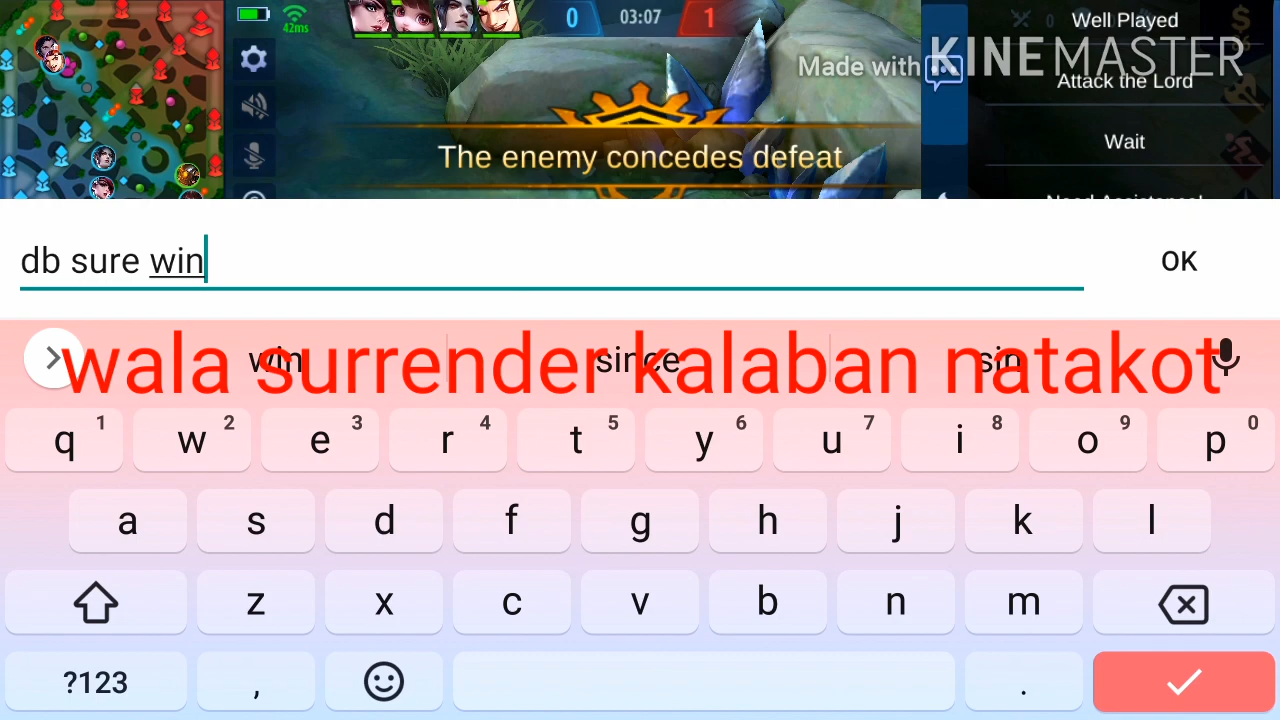 42ms
0 03:07 1
Well Played
Made with KINEMASTER
Attack the Lord
The enemy concedes defeat
Wait
Need Assistance!
db sure win
OK
wala surrender kalaban natakot
win since sin
q 1 w 2 e 3 r 4 t 5 y 6 u 7 i 8 o 9 p 0
a s d f g h j k l
z x c v b n m
?123 , .